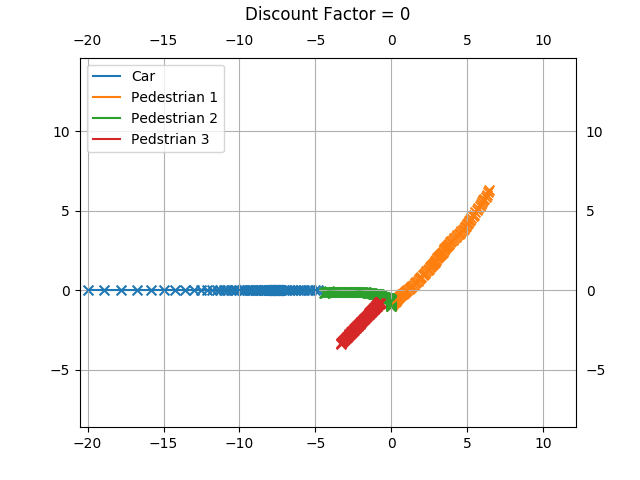 Discount Factor = 0
−20 −15 −10 −5 0 5 10
Car
Pedestrian 1
Pedestrian 2
Pedstrian 3
10 10
5 5
0 0
−5 −5
−20 −15 −10 −5 0 5 10